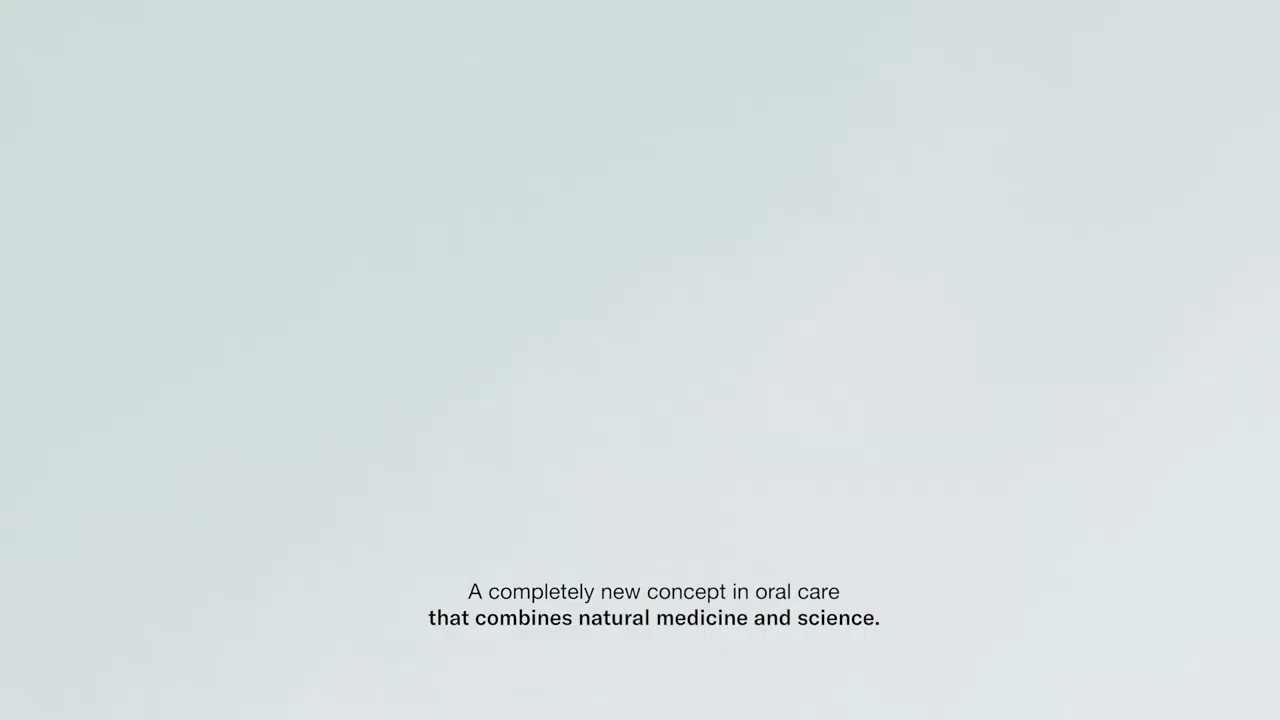 A completely new concept in oral care
that combines natural medicine and science.